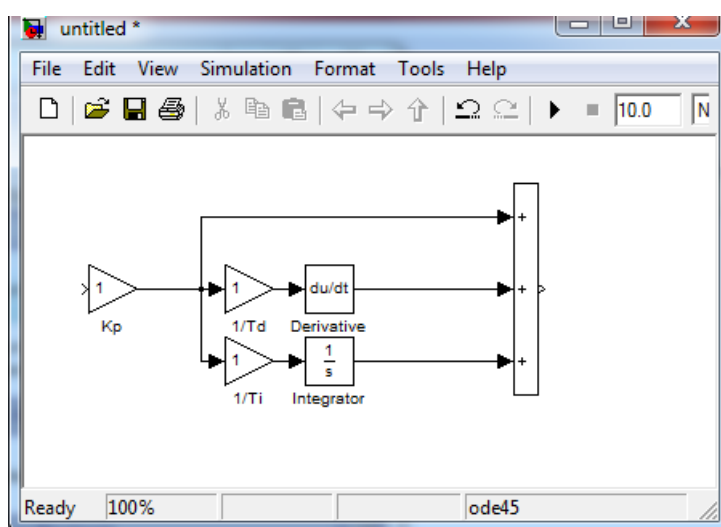 untitled *
File Edit View Simulation Format Tools Help
10.0 N
+
1 1 du/dt +
Kp 1/Td Derivative
1 1/s +
1/Ti Integrator
Ready 100% ode45